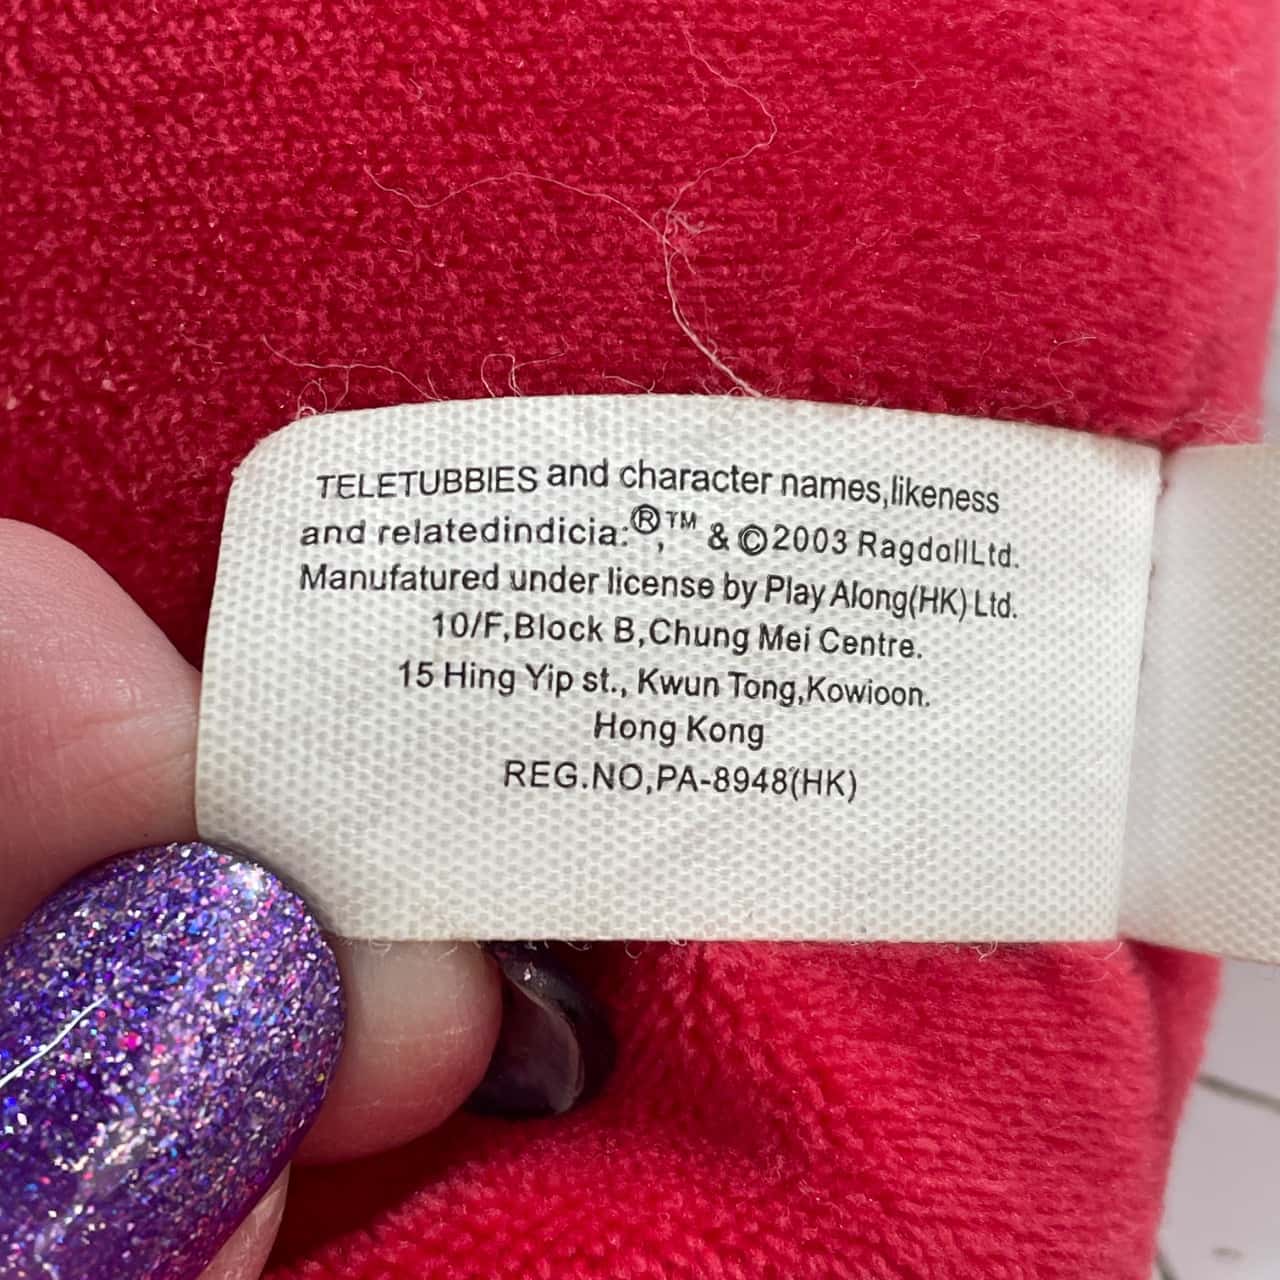 TELETUBBIES and character names,likeness
and relatedindicia:®,™ & ©2003 RagdollLtd.
Manufatured under license by Play Along(HK) Ltd.
10/F,Block B,Chung Mei Centre.
15 Hing Yip st., Kwun Tong,Kowioon.
Hong Kong
REG.NO,PA-8948(HK)